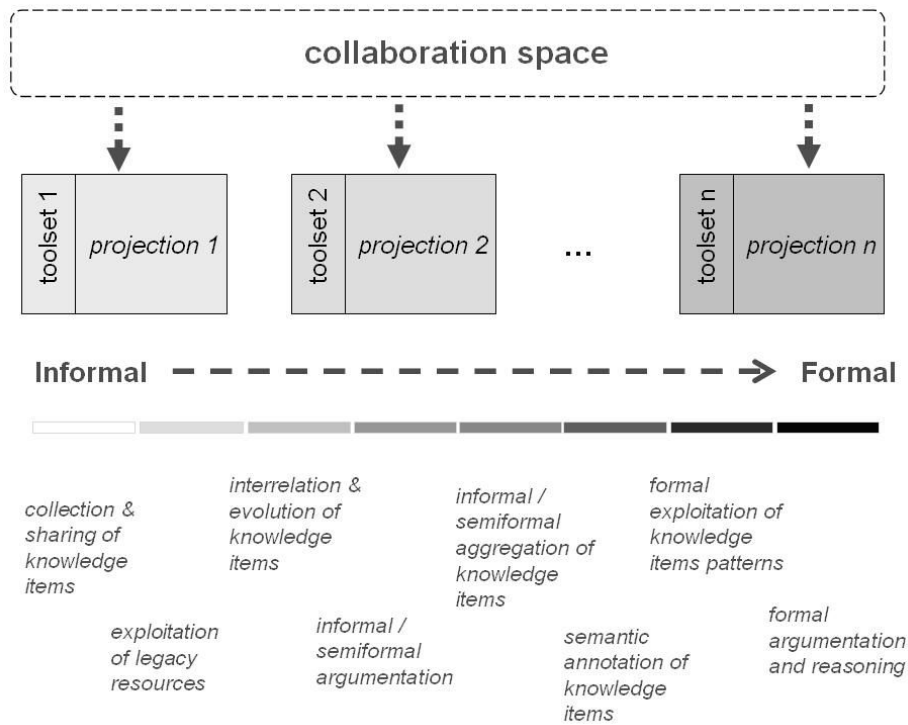 collaboration space
toolset 1
projection 1
toolset 2
projection 2
...
toolset n
projection n
Informal
Formal
collection &
sharing of
knowledge
items
exploitation
of legacy
resources
interrelation &
evolution of
knowledge
items
informal /
semiformal
argumentation
informal /
semiformal
aggregation of
knowledge
items
semantic
annotation of
knowledge
items
formal
exploitation of
knowledge
items patterns
formal
argumentation
and reasoning